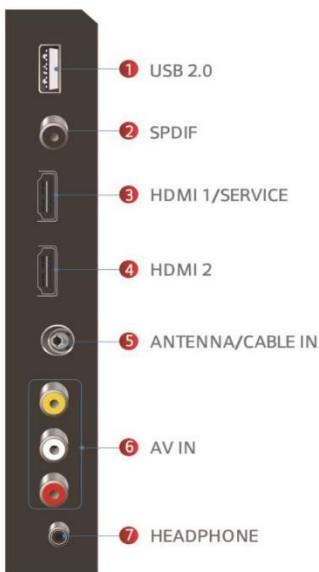 1 USB 2.0
2 SPDIF
3 HDMI 1/SERVICE
4 HDMI 2
5 ANTENNA/CABLE IN
6 AV IN
7 HEADPHONE